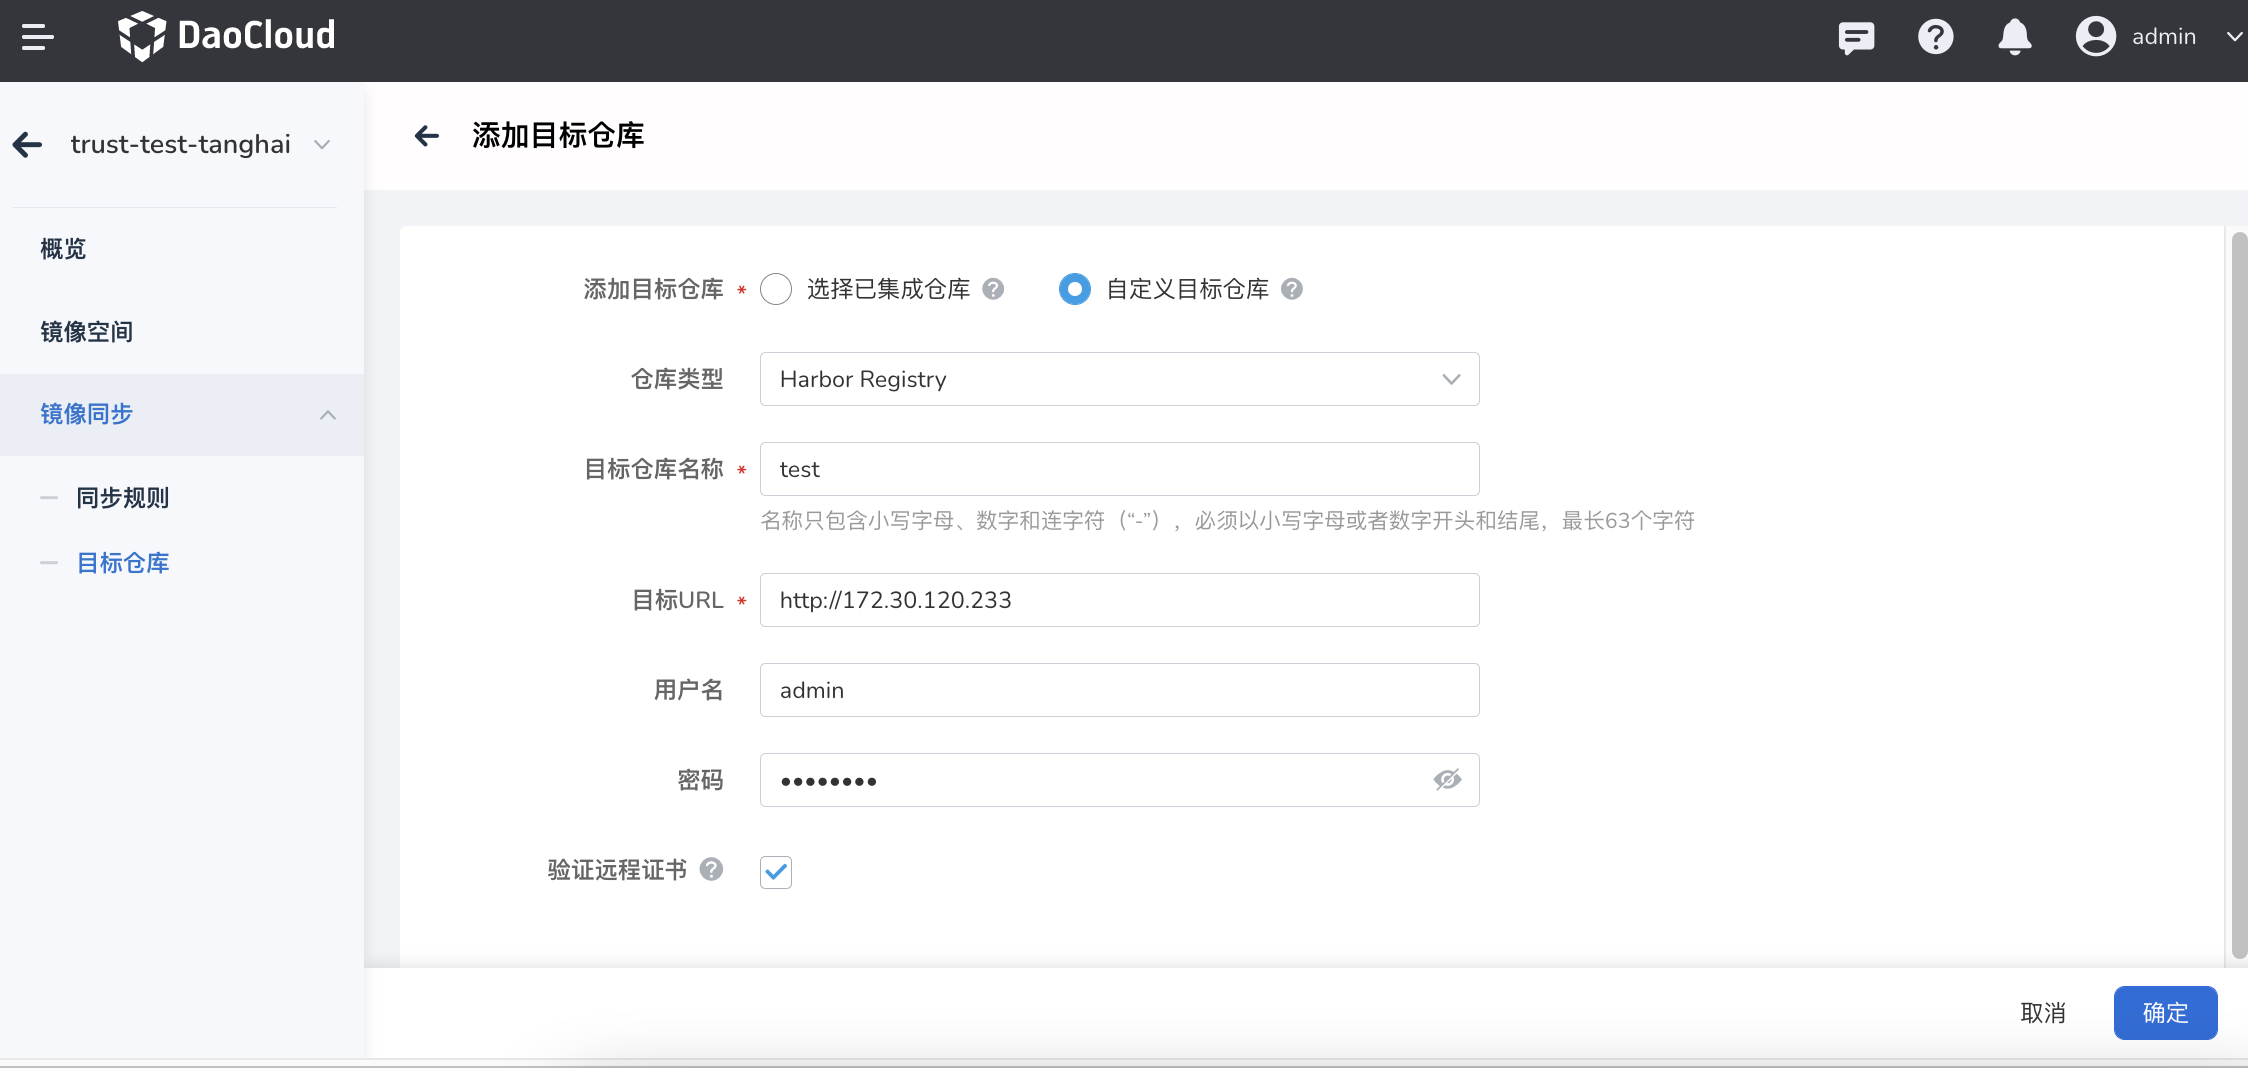 DaoCloud
admin
trust-test-tanghai
添加目标仓库
概览
镜像空间
镜像同步
同步规则
目标仓库
添加目标仓库 * 选择已集成仓库 自定义目标仓库
仓库类型 Harbor Registry
目标仓库名称 * test
名称只包含小写字母、数字和连字符（“-”），必须以小写字母或者数字开头和结尾，最长63个字符
目标URL * http://172.30.120.233
用户名 admin
密码 ••••••••
验证远程证书
取消 确定